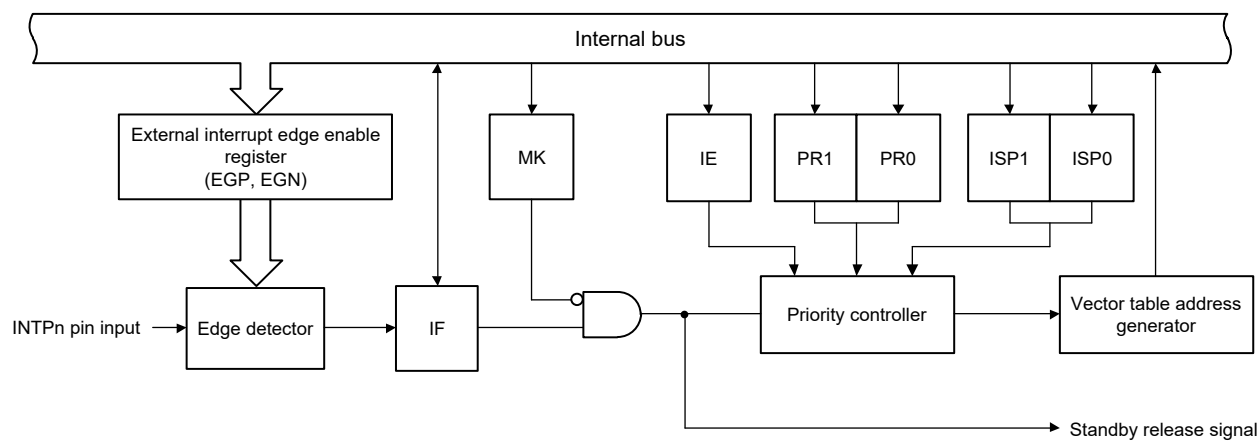 Internal bus
External interrupt edge enable
register
(EGP, EGN)
MK
IE
PR1
PR0
ISP1
ISP0
INTPn pin input
Edge detector
IF
Priority controller
Vector table address
generator
Standby release signal